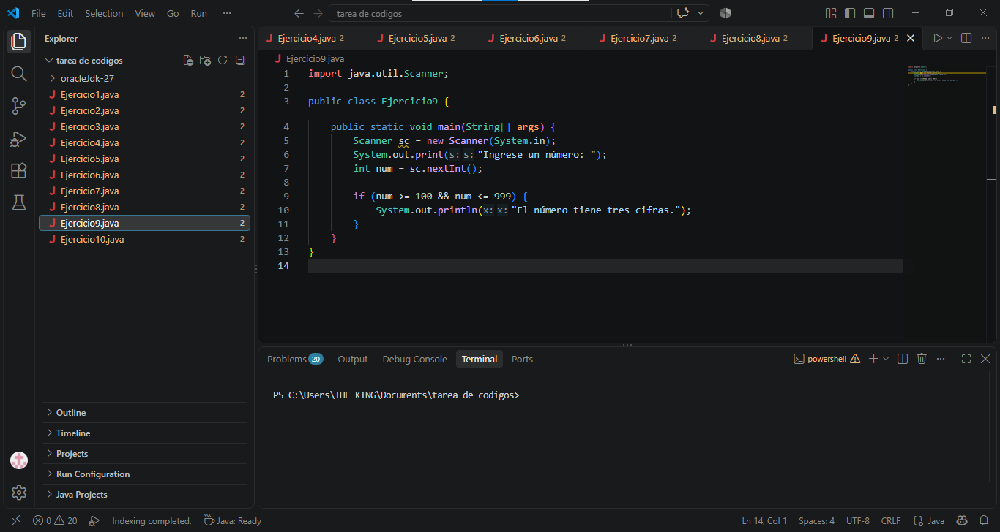 File Edit Selection View Go Run ··· tarea de codigos
Explorer ···
tarea de codigos
oracleJdk-27
Ejercicio1.java 2
Ejercicio2.java 2
Ejercicio3.java 2
Ejercicio4.java 2
Ejercicio5.java 2
Ejercicio6.java 2
Ejercicio7.java 2
Ejercicio8.java 2
Ejercicio9.java 2
Ejercicio10.java 2
Outline
Timeline
Projects
Run Configuration
Java Projects
Ejercicio4.java 2 Ejercicio5.java 2 Ejercicio6.java 2 Ejercicio7.java 2 Ejercicio8.java 2 Ejercicio9.java 2
Ejercicio9.java
1 import java.util.Scanner;
2
3 public class Ejercicio9 {
4 public static void main(String[] args) {
5 Scanner sc = new Scanner(System.in);
6 System.out.print(s: s: "Ingrese un número: ");
7 int num = sc.nextInt();
8
9 if (num >= 100 && num <= 999) {
10 System.out.println(x: x: "El número tiene tres cifras.");
11 }
12 }
13 }
14
Problems 20 Output Debug Console Terminal Ports powershell
PS C:\Users\THE KING\Documents\tarea de codigos>
0 20 Indexing completed. Java: Ready Ln 14, Col 1 Spaces: 4 UTF-8 CRLF {} Java